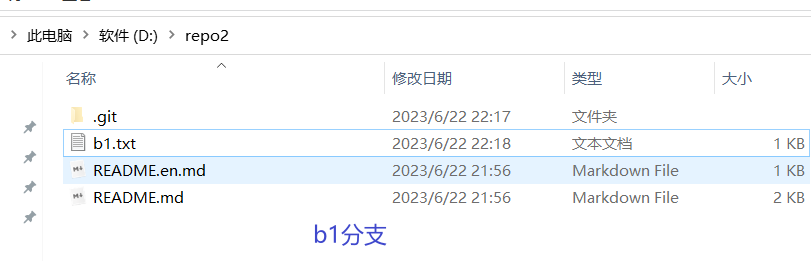 此电脑 > 软件 (D:) > repo2
名称 修改日期 类型 大小
.git 2023/6/22 22:17 文件夹
b1.txt 2023/6/22 22:18 文本文档 1 KB
README.en.md 2023/6/22 21:56 Markdown File 1 KB
README.md 2023/6/22 21:56 Markdown File 2 KB
b1分支